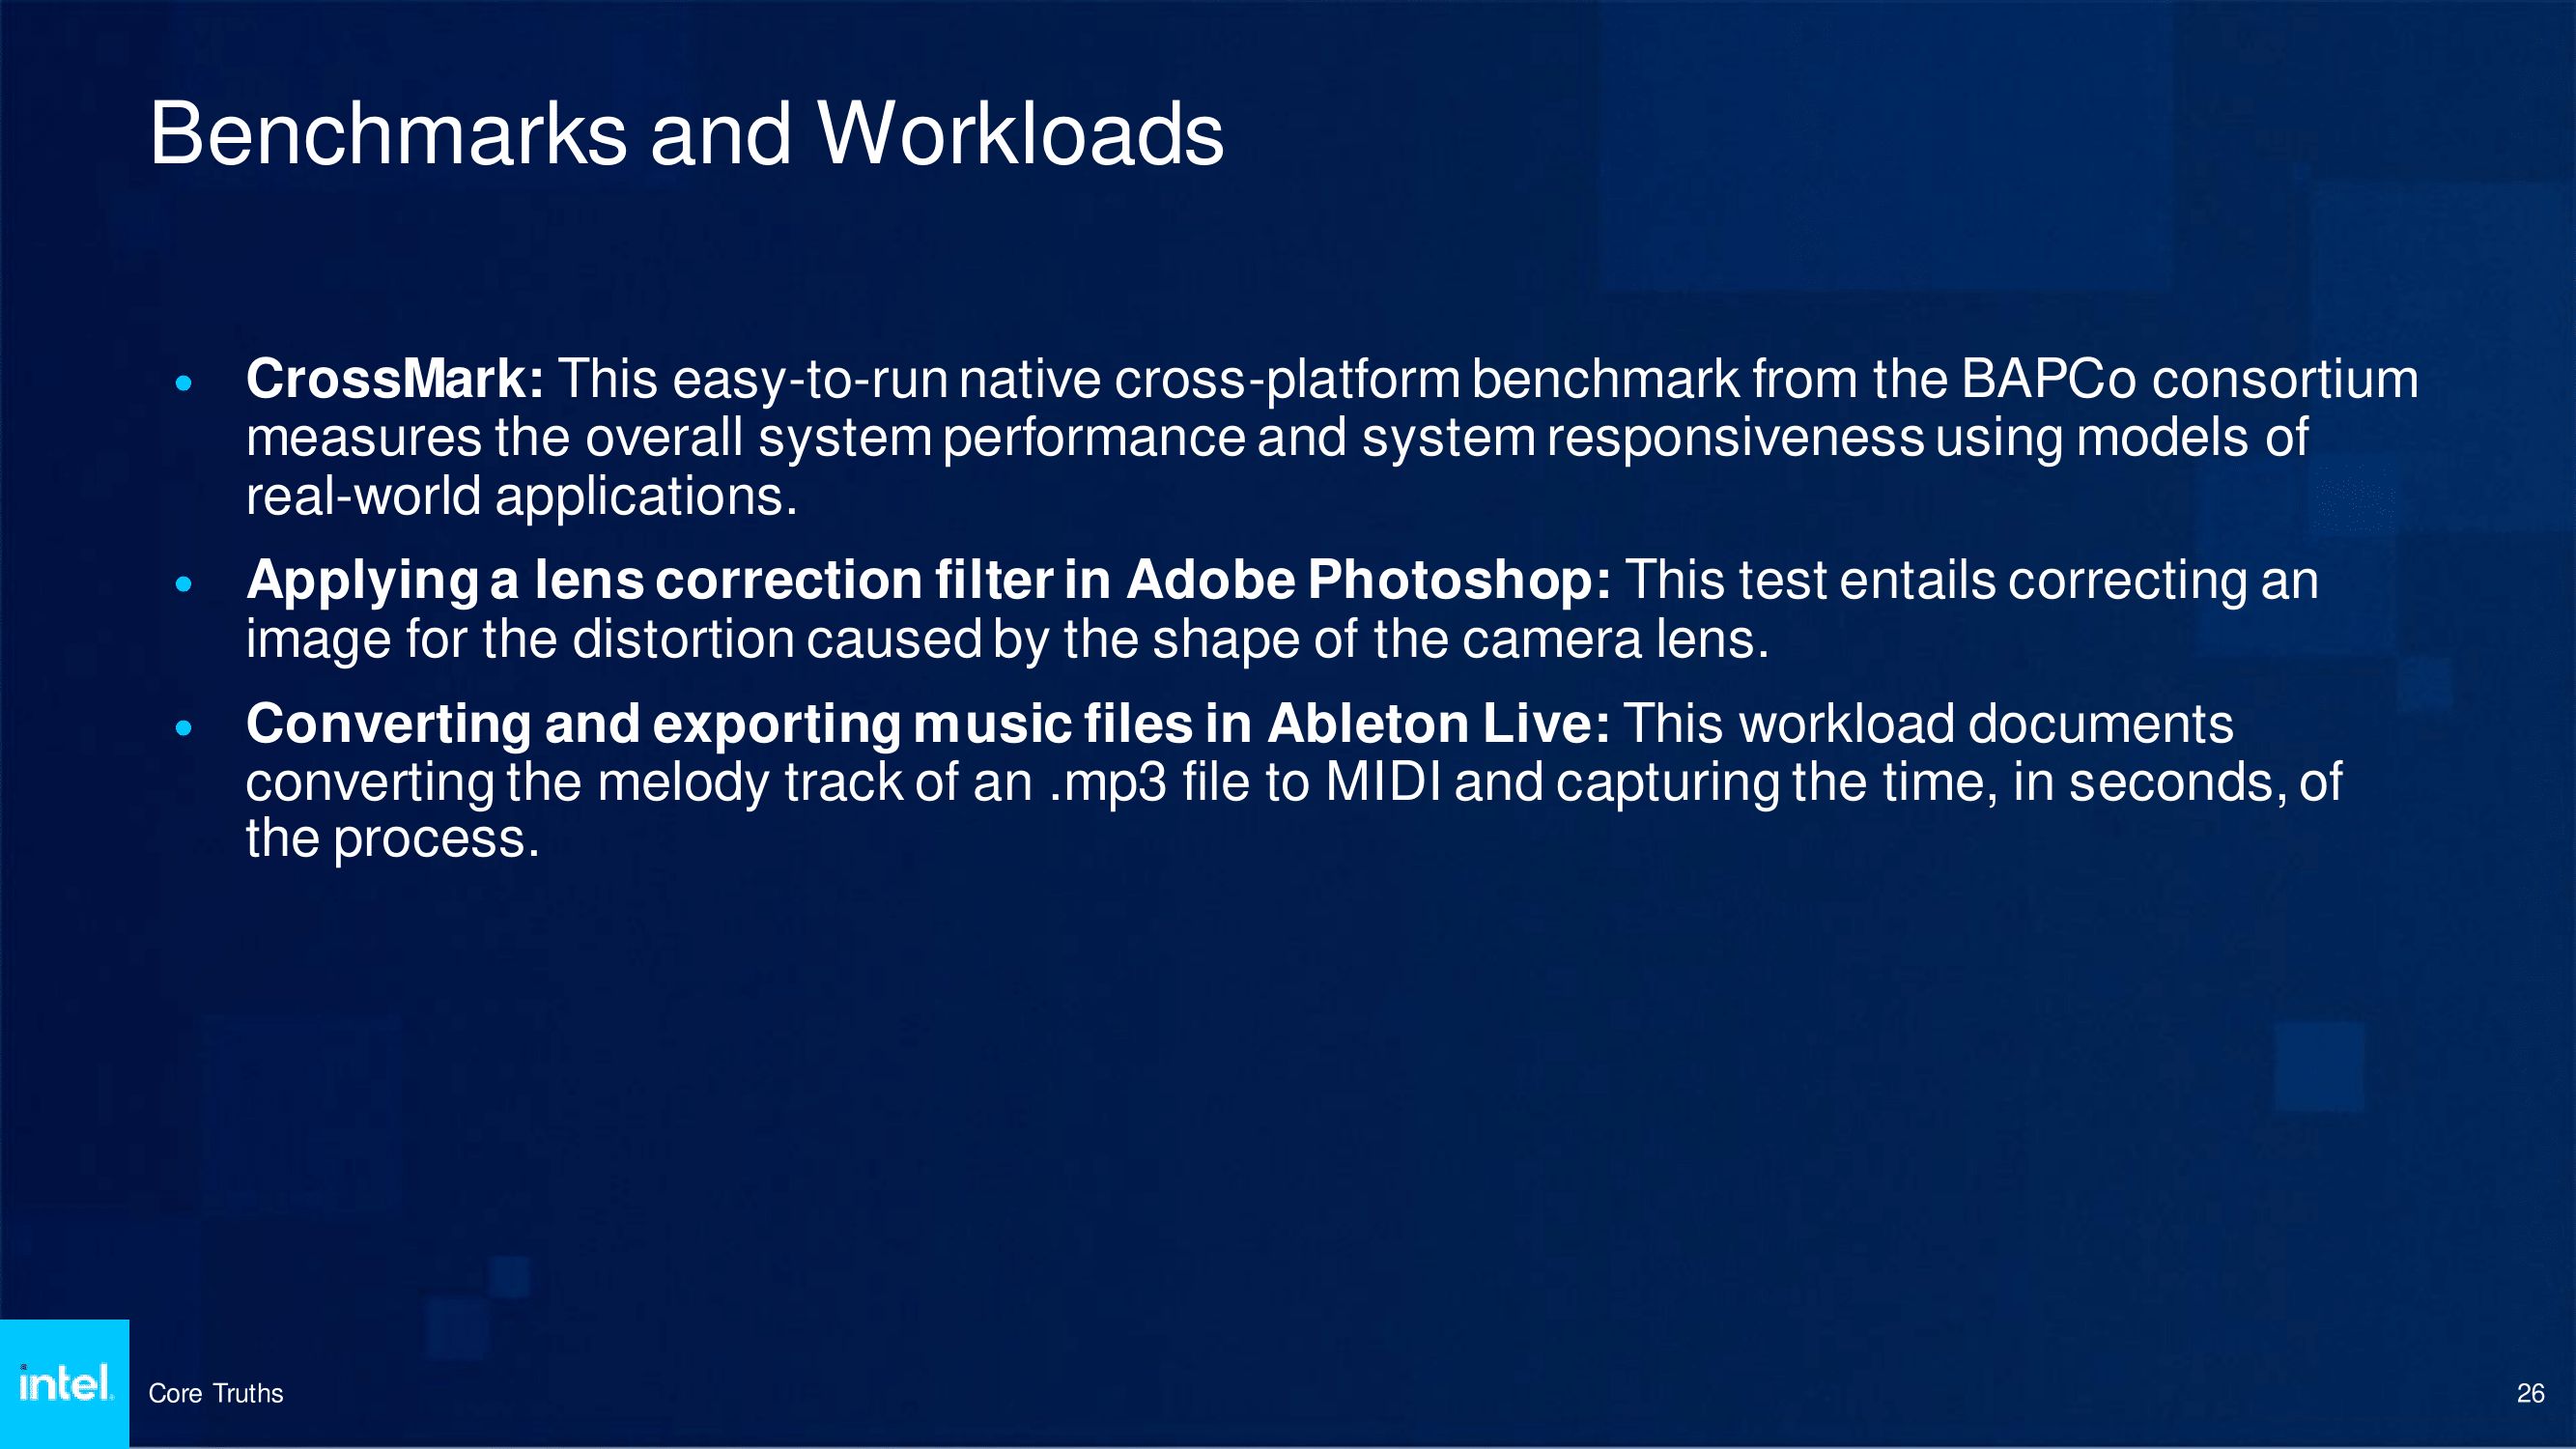 Benchmarks and Workloads
• CrossMark: This easy-to-run native cross-platform benchmark from the BAPCo consortium
measures the overall system performance and system responsiveness using models of
real-world applications.
• Applying a lens correction filter in Adobe Photoshop: This test entails correcting an
image for the distortion caused by the shape of the camera lens.
• Converting and exporting music files in Ableton Live: This workload documents
converting the melody track of an .mp3 file to MIDI and capturing the time, in seconds, of
the process.
intel.
Core Truths
26